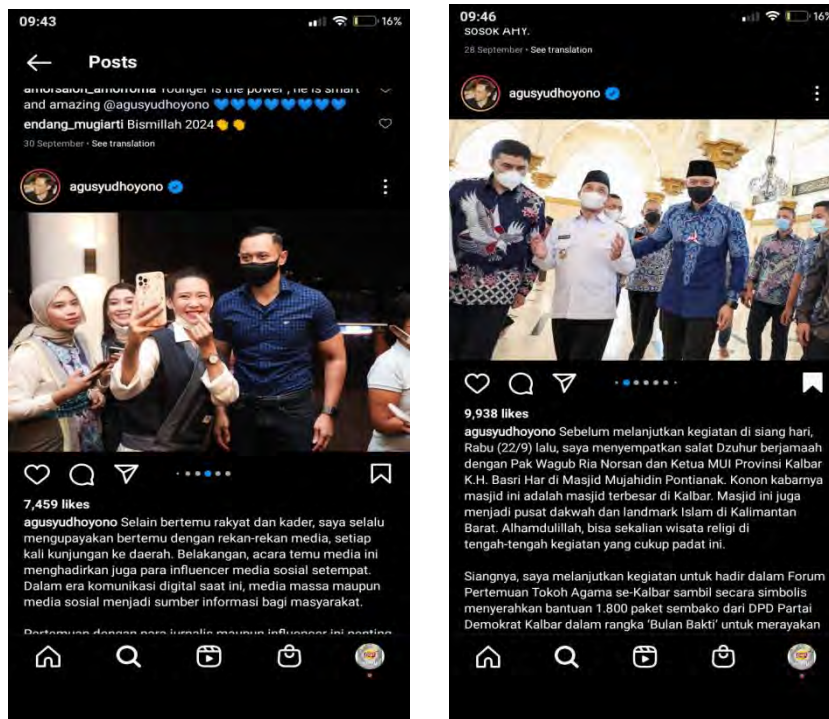 09:43
16%
Posts
amorsalon_amorroma Younger is the power , he is smart
and amazing @agusyudhoyono 💙💙💙💙💙💙💙💙
endang_mugiarti Bismillah 2024👏👏
30 September • See translation
agusyudhoyono
7,459 likes
agusyudhoyono Selain bertemu rakyat dan kader, saya selalu
mengupayakan bertemu dengan rekan-rekan media, setiap
kali kunjungan ke daerah. Belakangan, acara temu media ini
menghadirkan juga para influencer media sosial setempat.
Dalam era komunikasi digital saat ini, media massa maupun
media sosial menjadi sumber informasi bagi masyarakat.
Pertemuan dengan para jurnalis maupun influencer ini penting
09:46
16%
SOSOK AHY.
28 September • See translation
agusyudhoyono
9,938 likes
agusyudhoyono Sebelum melanjutkan kegiatan di siang hari,
Rabu (22/9) lalu, saya menyempatkan salat Dzuhur berjamaah
dengan Pak Wagub Ria Norsan dan Ketua MUI Provinsi Kalbar
K.H. Basri Har di Masjid Mujahidin Pontianak. Konon kabarnya
masjid ini adalah masjid terbesar di Kalbar. Masjid ini juga
menjadi pusat dakwah dan landmark Islam di Kalimantan
Barat. Alhamdulillah, bisa sekalian wisata religi di
tengah-tengah kegiatan yang cukup padat ini.
Siangnya, saya melanjutkan kegiatan untuk hadir dalam Forum
Pertemuan Tokoh Agama se-Kalbar sambil secara simbolis
menyerahkan bantuan 1.800 paket sembako dari DPD Partai
Demokrat Kalbar dalam rangka ‘Bulan Bakti’ untuk merayakan